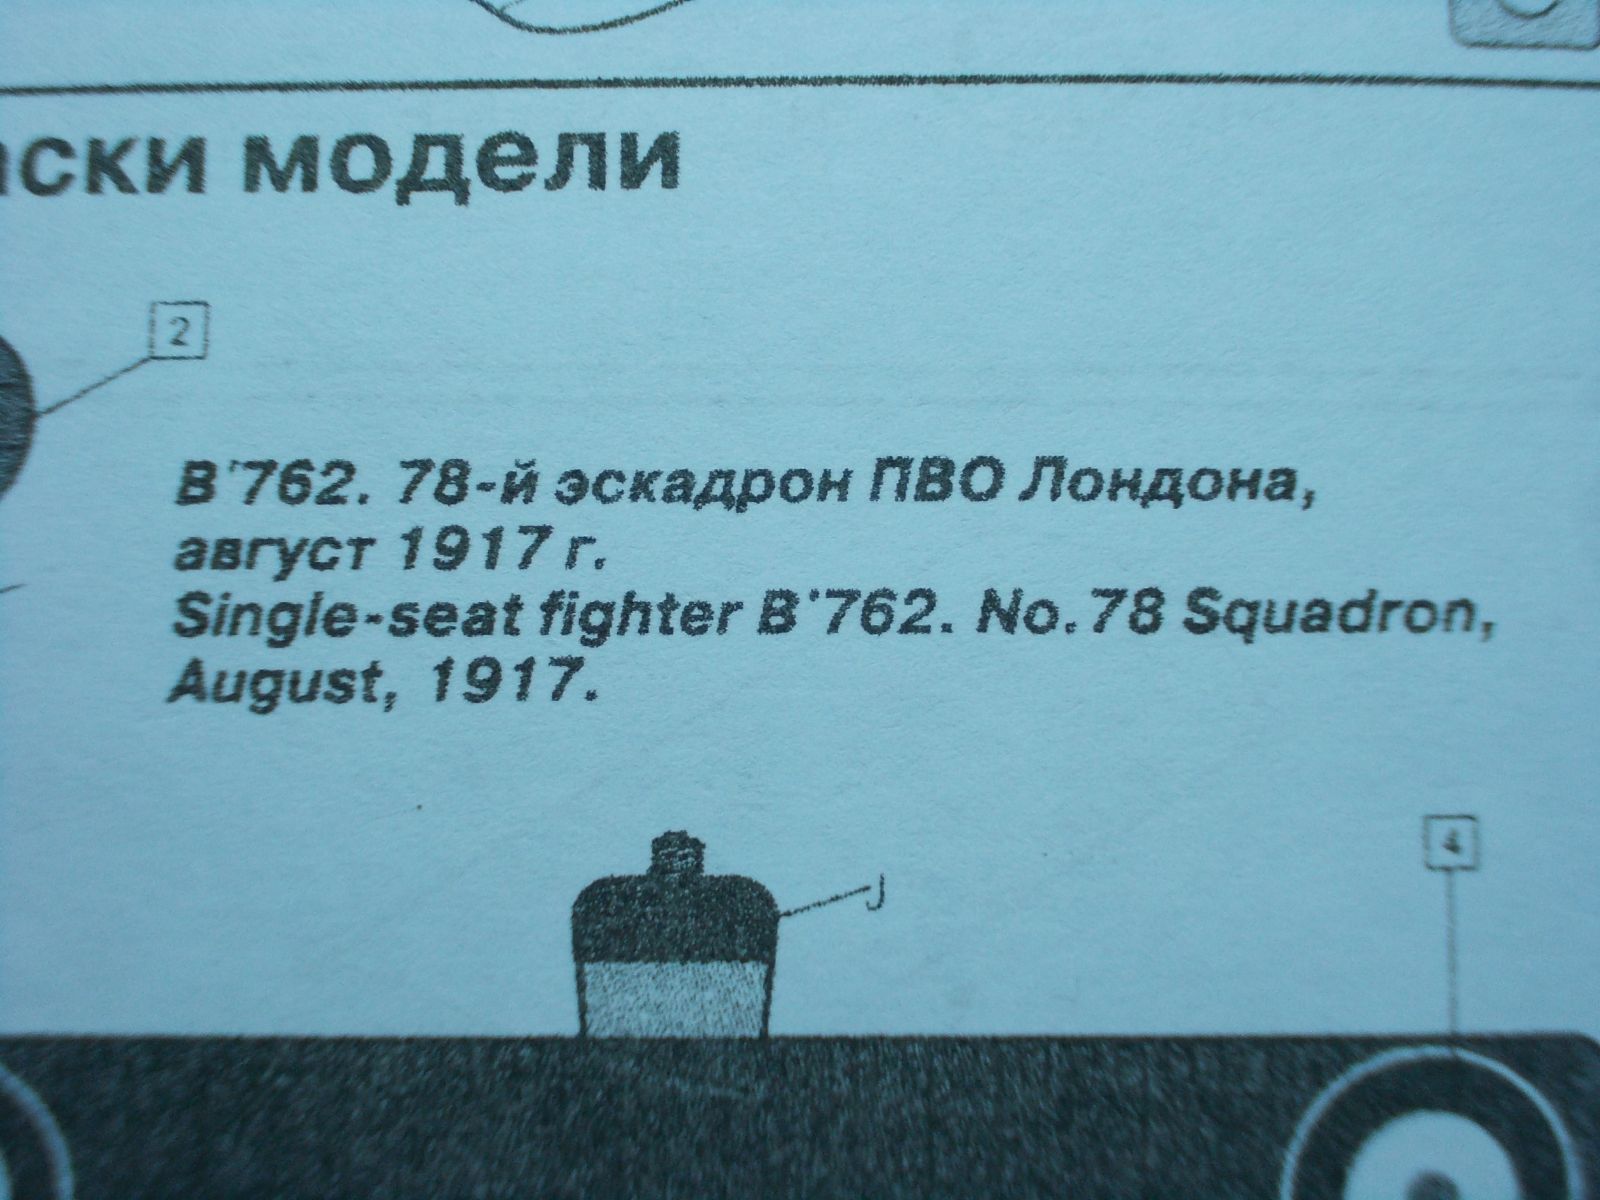 иски модели
2
В'762. 78-й эскадрон ПВО Лондона,
август 1917 г.
Single-seat fighter B'762. No.78 Squadron,
August, 1917.
4
J